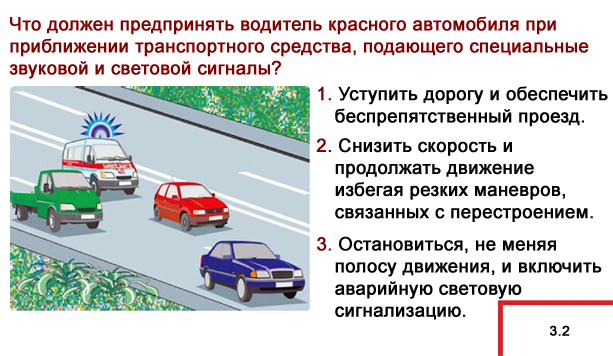 Что должен предпринять водитель красного автомобиля при
приближении транспортного средства, подающего специальные
звуковой и световой сигналы?
1. Уступить дорогу и обеспечить
беспрепятственный проезд.
2. Снизить скорость и
продолжать движение
избегая резких маневров,
связанных с перестроением.
3. Остановиться, не меняя
полосу движения, и включить
аварийную световую
сигнализацию.
3.2